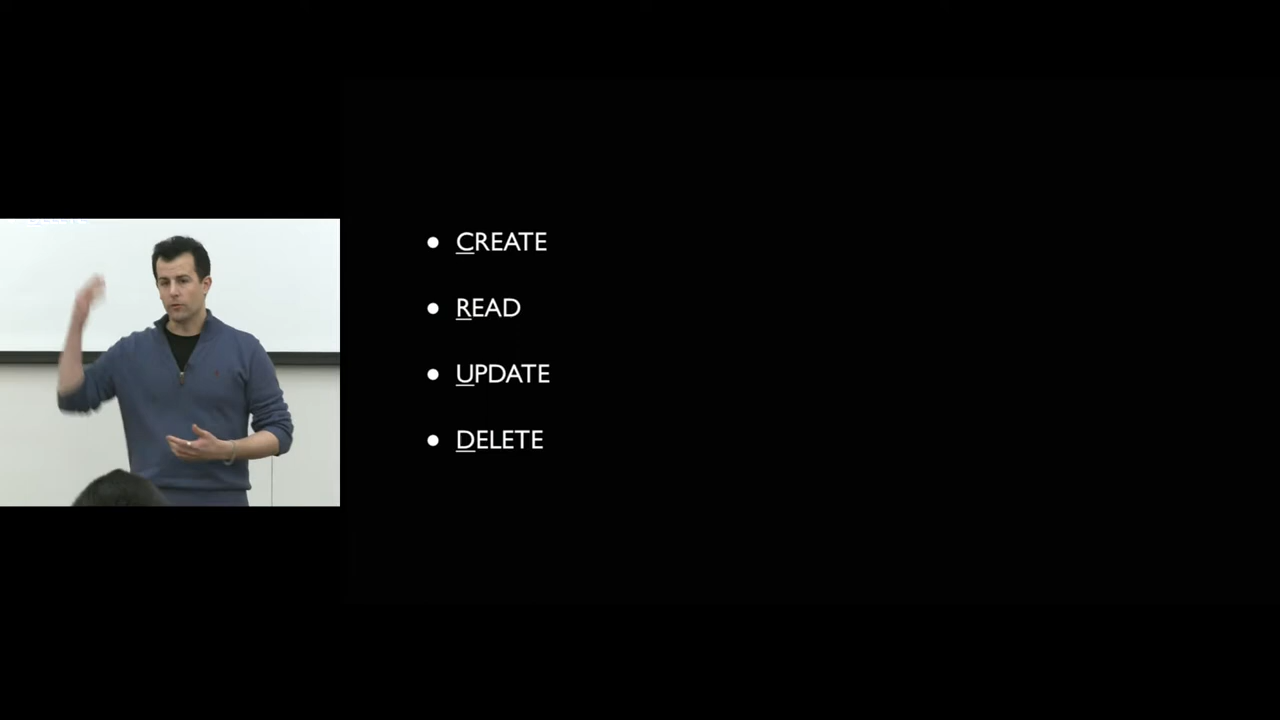 • CREATE
• READ
• UPDATE
• DELETE